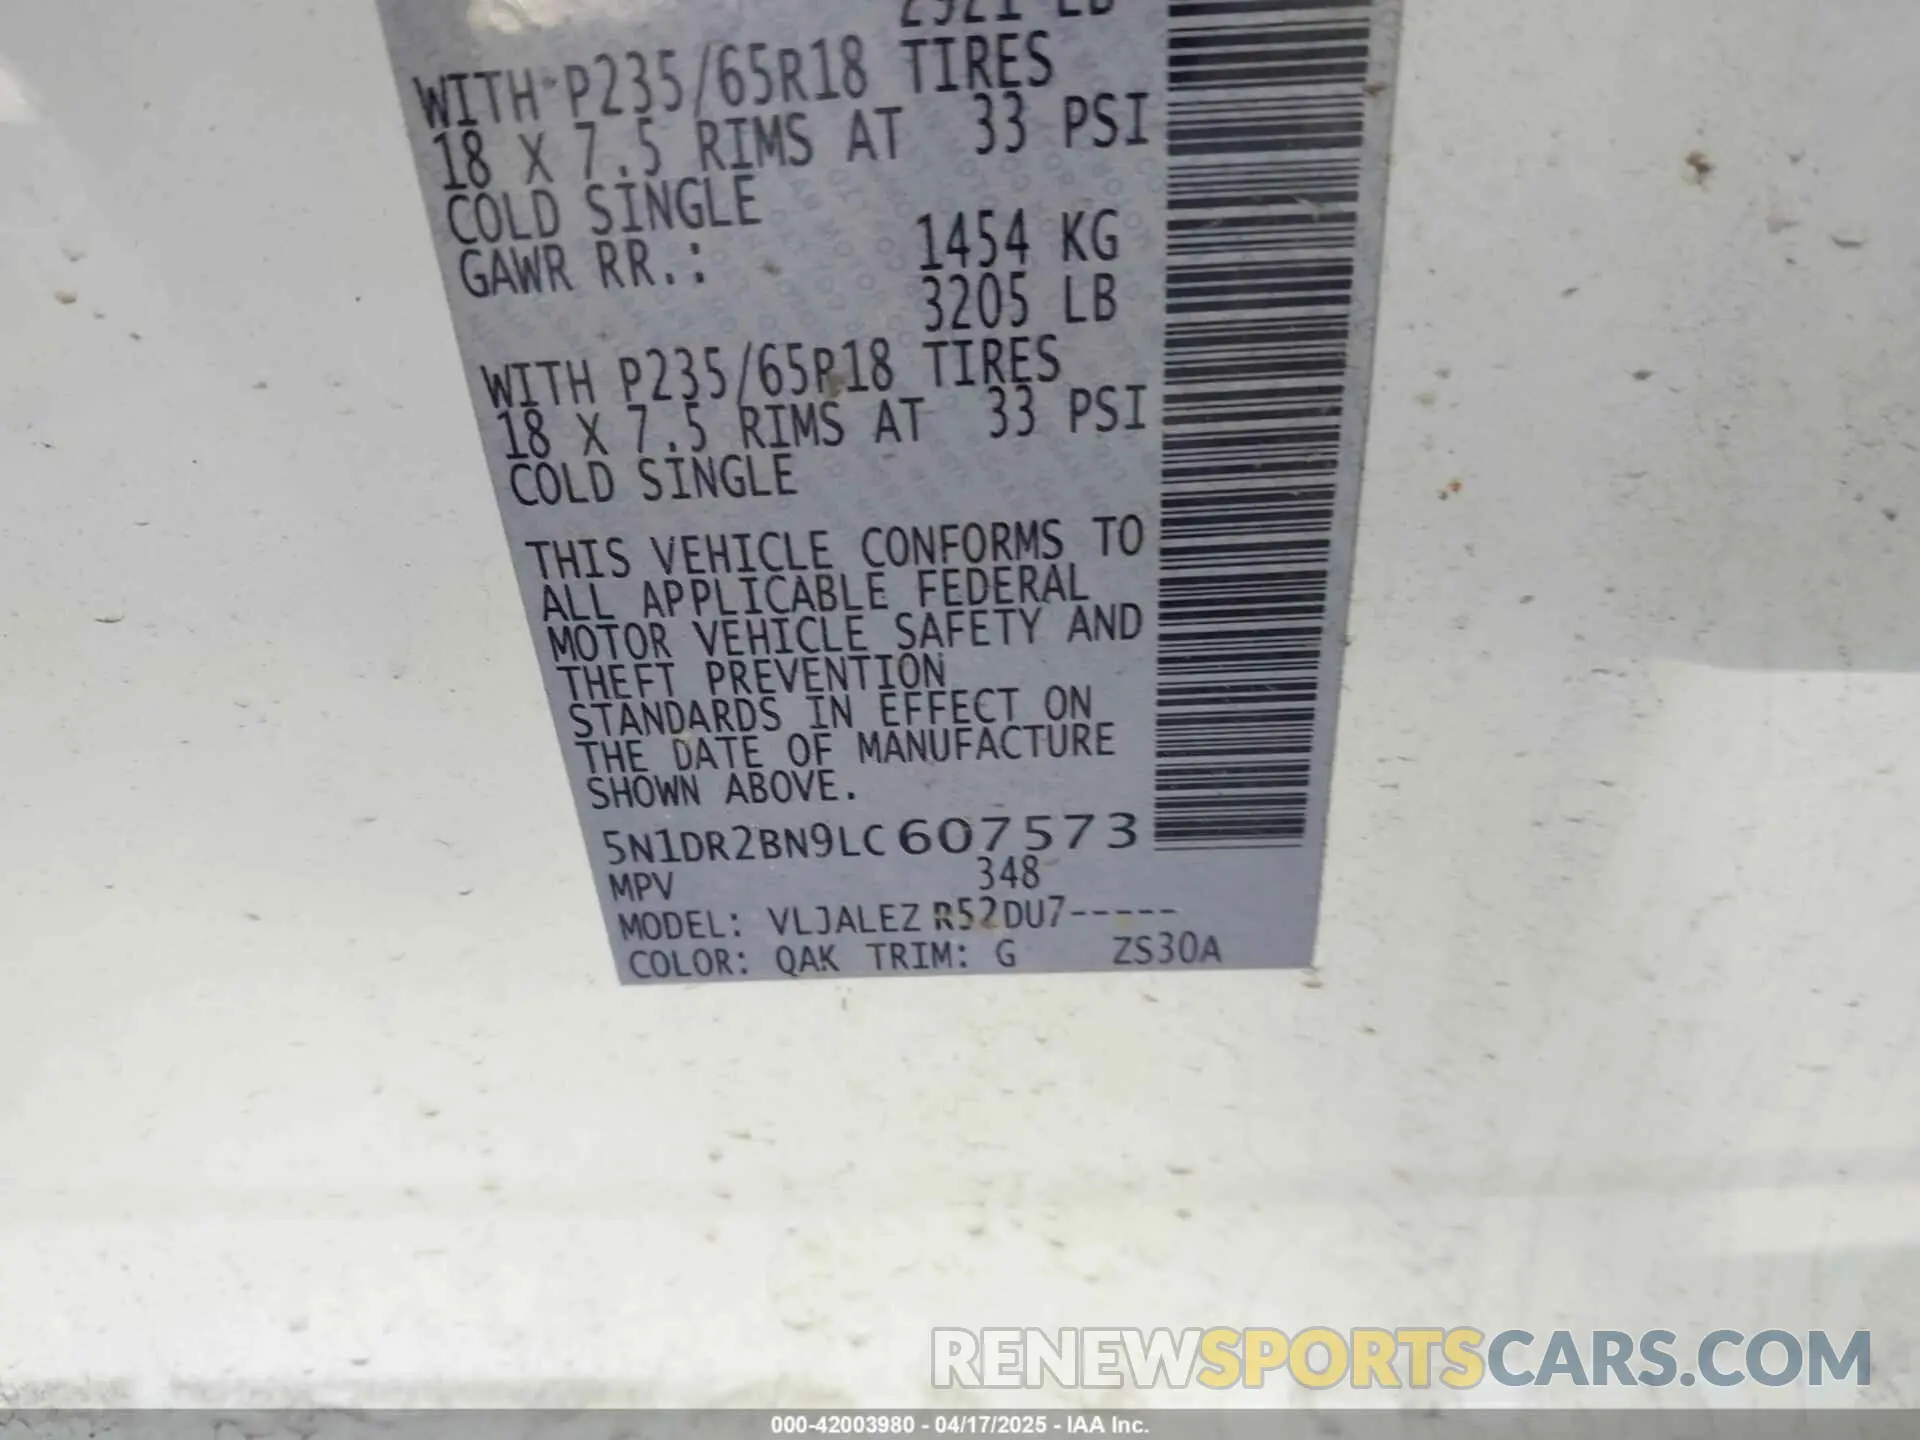 2921 LB
WITH P235/65R18 TIRES
18 X 7.5 RIMS AT 33 PSI
COLD SINGLE
GAWR RR.: 1454 KG
3205 LB
WITH P235/65R18 TIRES
18 X 7.5 RIMS AT 33 PSI
COLD SINGLE
THIS VEHICLE CONFORMS TO
ALL APPLICABLE FEDERAL
MOTOR VEHICLE SAFETY AND
THEFT PREVENTION
STANDARDS IN EFFECT ON
THE DATE OF MANUFACTURE
SHOWN ABOVE.
5N1DR2BN9LC607573
MPV 348
MODEL: VLJALEZ R52DU7-----
COLOR: QAK TRIM: G ZS30A
RENEWSPORTSCARS.COM
000-42003980 - 04/17/2025 - IAA Inc.